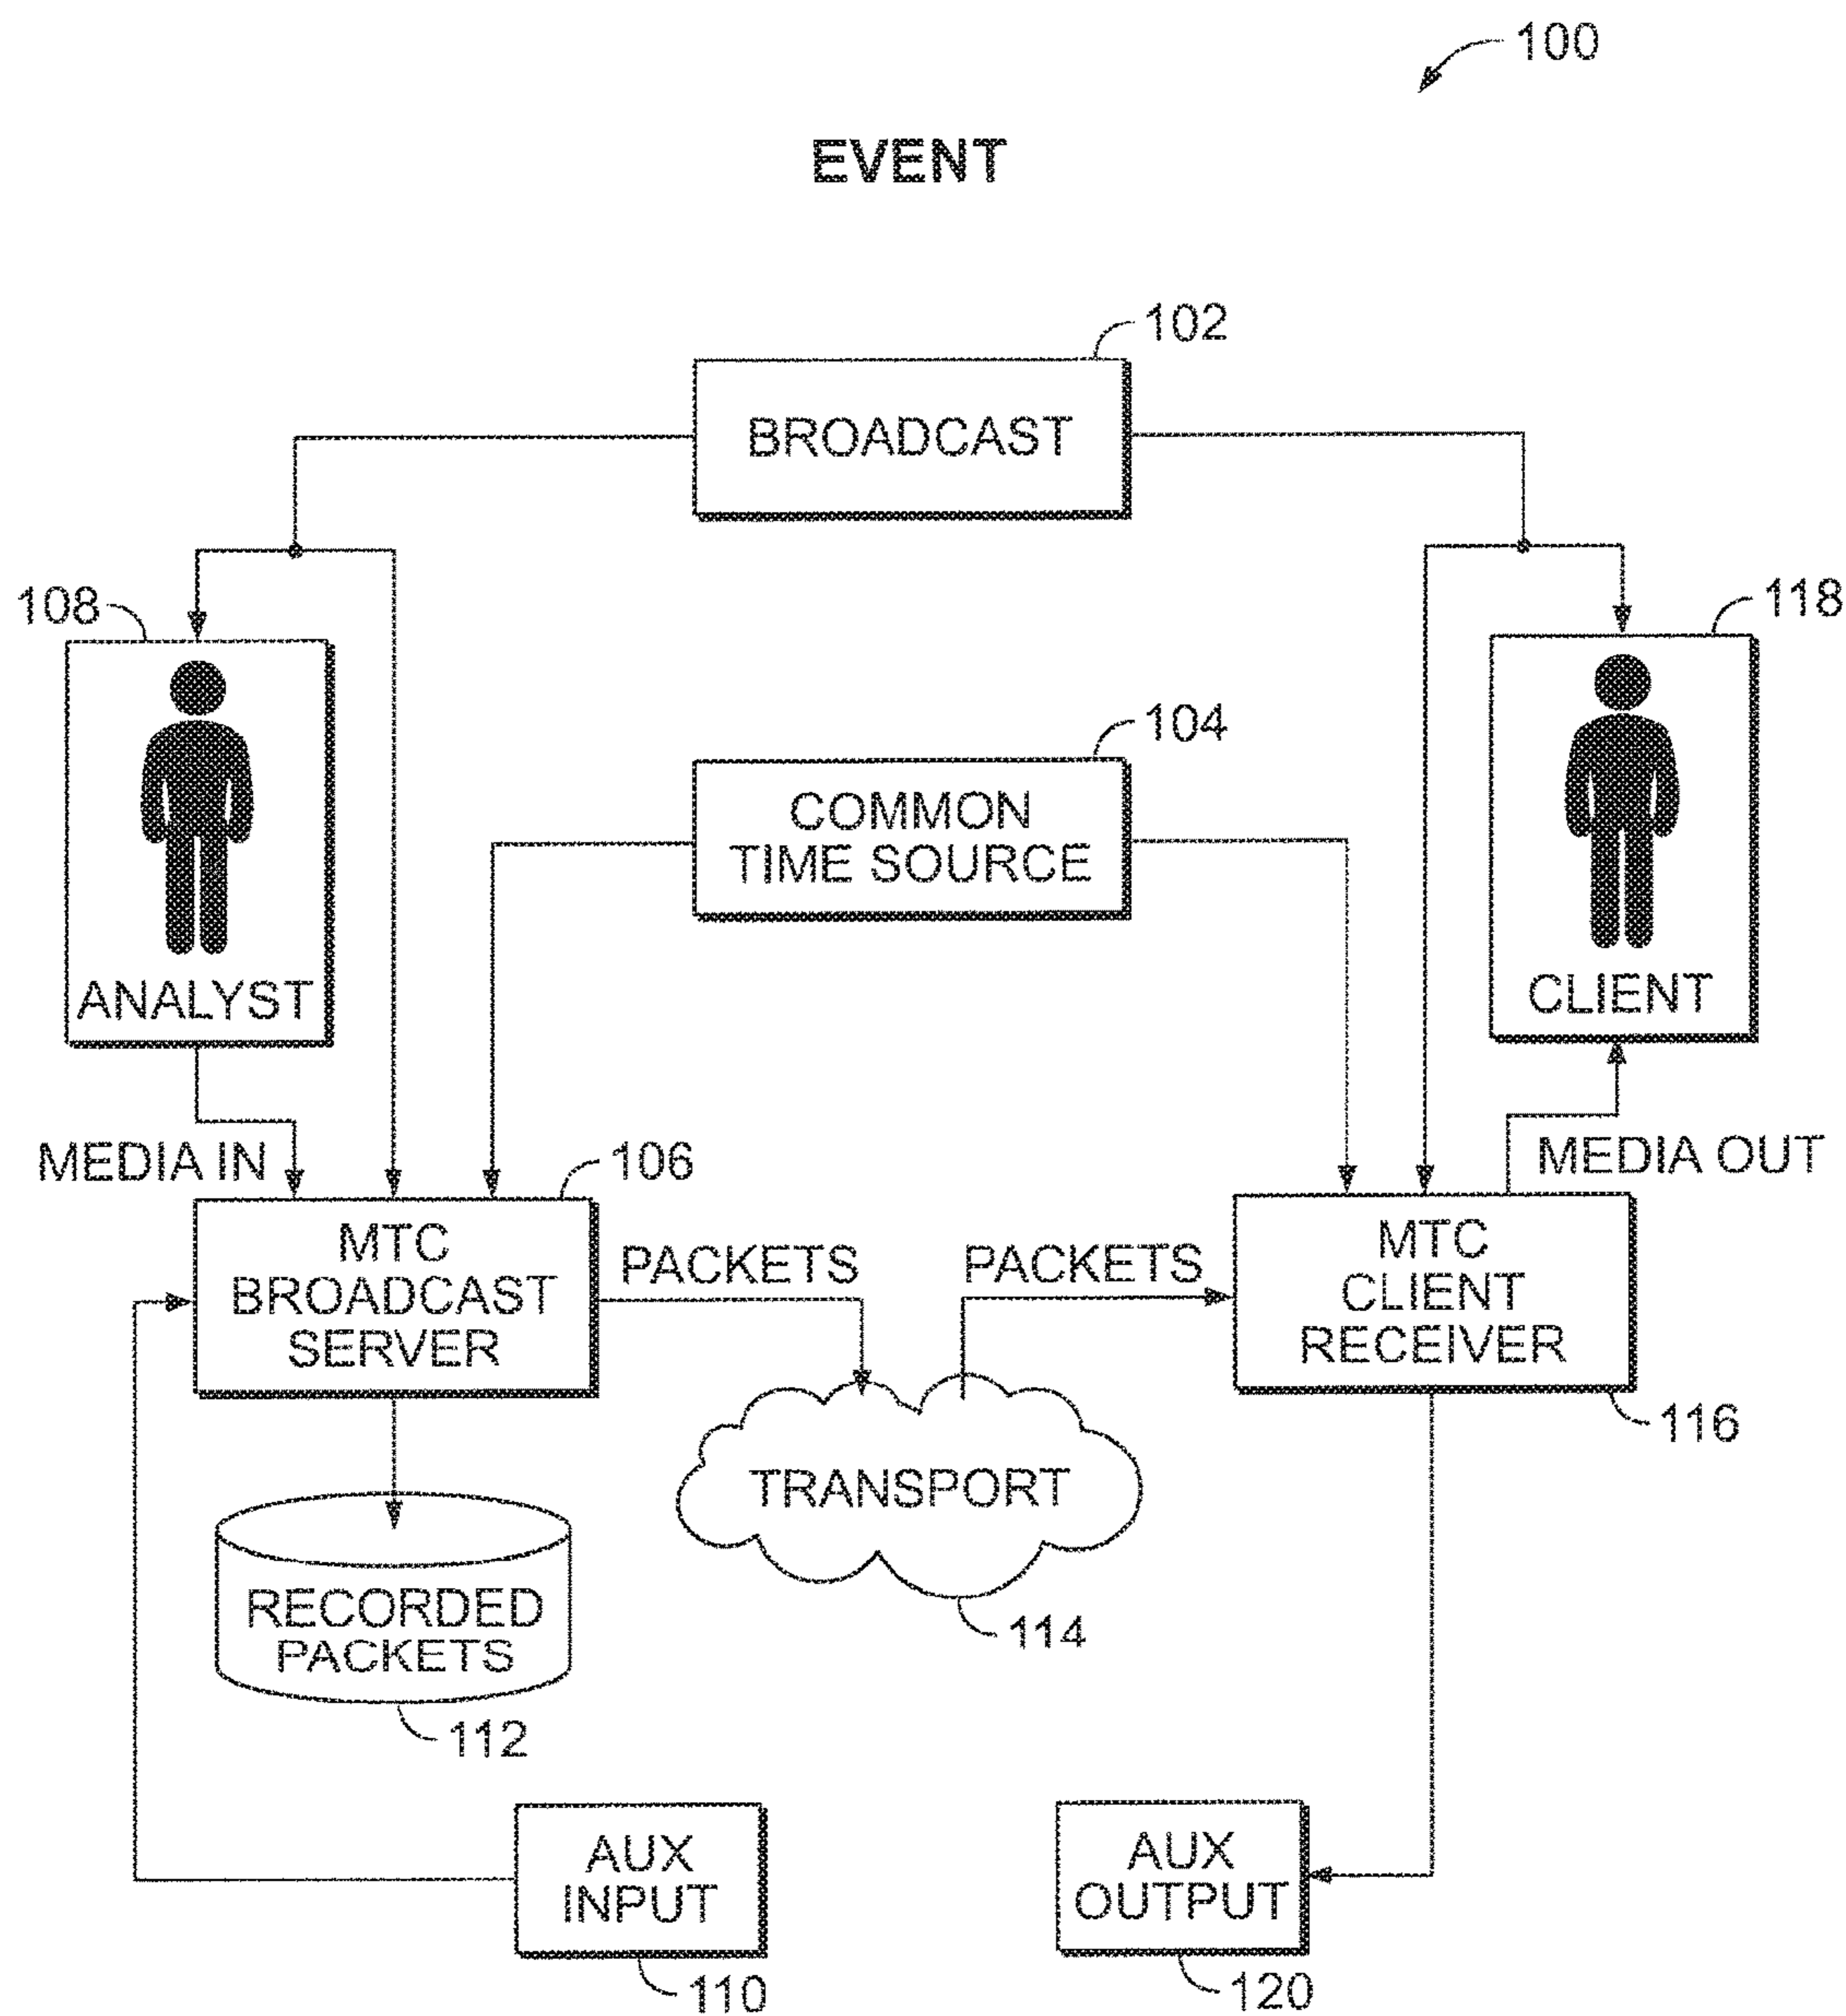 100
EVENT
102
BROADCAST
108
118
104
COMMON
TIME SOURCE
ANALYST
CLIENT
MEDIA IN
106
MEDIA OUT
MTC
BROADCAST
SERVER
PACKETS
PACKETS
MTC
CLIENT
RECEIVER
116
TRANSPORT
114
RECORDED
PACKETS
112
AUX
INPUT
110
AUX
OUTPUT
120